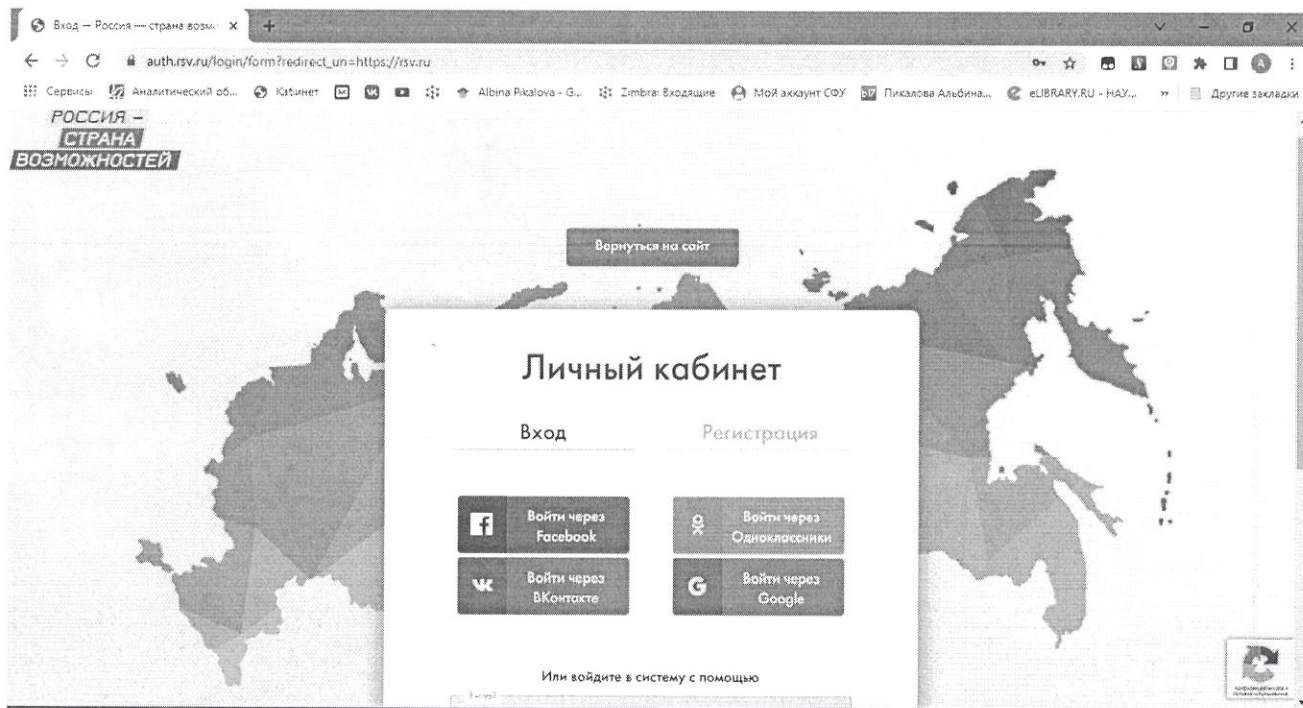 Вход — Россия — страна возм
auth.rsv.ru/login/form?redirect_uri=https://rsv.ru
Сервисы Аналитический об... Кабинет Albina Pikalova - G... Zimbra: Входящие Мой аккаунт СФУ Пикалова Альбина... eLIBRARY.RU - НАУ... » Другие закладки
РОССИЯ –
СТРАНА
ВОЗМОЖНОСТЕЙ
Вернуться на сайт
Личный кабинет
Вход Регистрация
Войти через
Facebook
Войти через
Одноклассники
Войти через
ВКонтакте
Войти через
Google
Или войдите в систему с помощью
E-mail